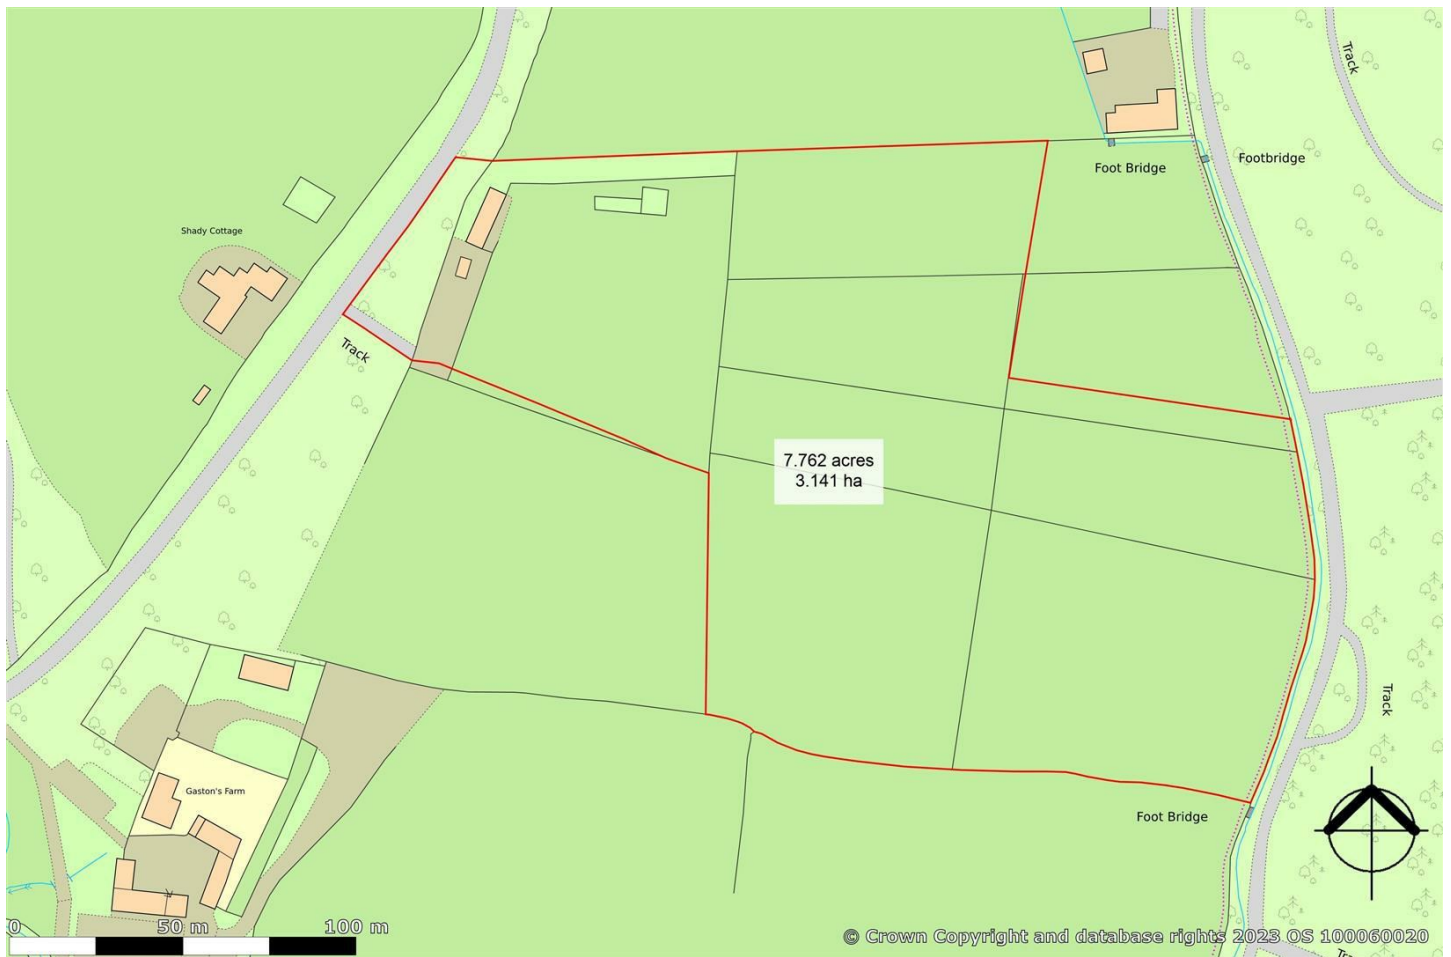 Track
Foot Bridge
Footbridge
Shady Cottage
Track
7.762 acres
3.141 ha
Track
Gaston's Farm
Foot Bridge
0 50 m 100 m
© Crown Copyright and database rights 2023 OS 100060020